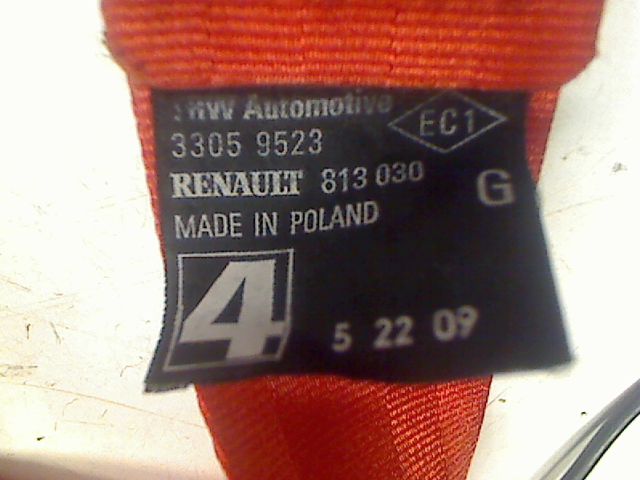 TRW Automotive
EC1
3305 9523
RENAULT 813 030
G
MADE IN POLAND
4
5 22 09